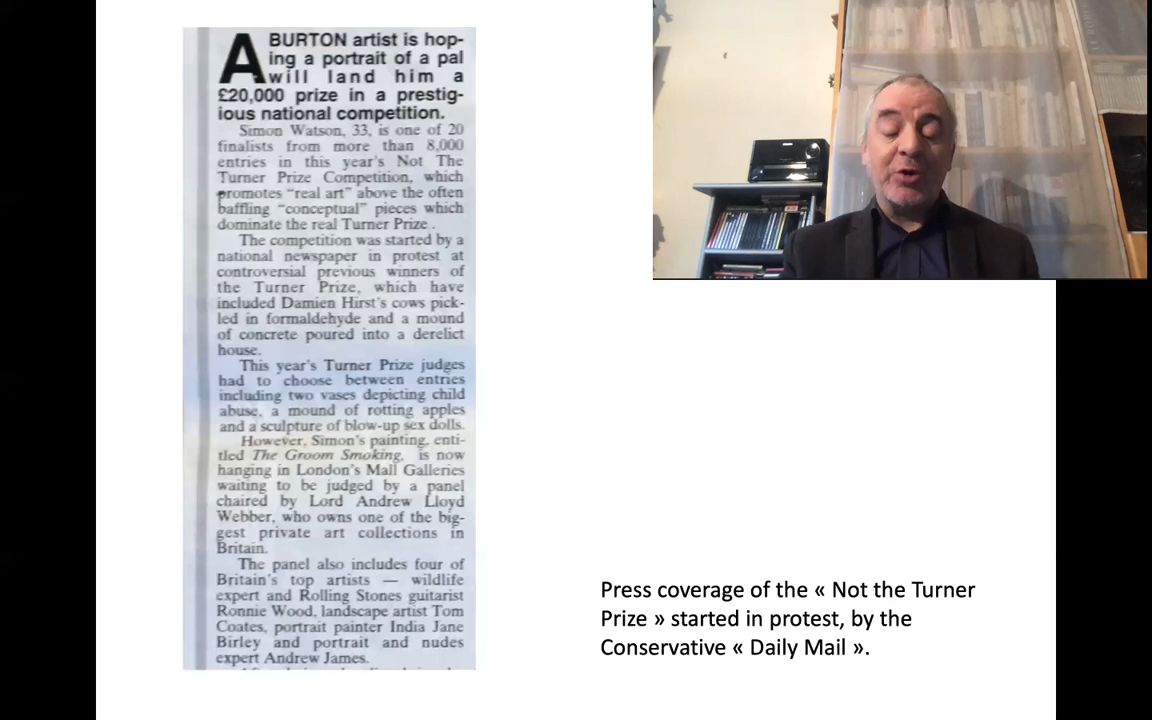 A BURTON artist is hop-
ing a portrait of a pal
will land him a
£20,000 prize in a prestig-
ious national competition.
Simon Watson, 33, is one of 20
finalists from more than 8,000
entries in this year's Not The
Turner Prize Competition, which
promotes "real art" above the often
baffling "conceptual" pieces which
dominate the real Turner Prize .
The competition was started by a
national newspaper in protest at
controversial previous winners of
the Turner Prize, which have
included Damien Hirst's cows pick-
led in formaldehyde and a mound
of concrete poured into a derelict
house.
This year's Turner Prize judges
had to choose between entries
including two vases depicting child
abuse, a mound of rotting apples
and a sculpture of blow-up sex dolls.
However, Simon's painting, enti-
tled The Groom Smoking, is now
hanging in London's Mall Galleries
waiting to be judged by a panel
chaired by Lord Andrew Lloyd
Webber, who owns one of the big-
gest private art collections in
Britain.
The panel also includes four of
Britain's top artists — wildlife
expert and Rolling Stones guitarist
Ronnie Wood, landscape artist Tom
Coates, portrait painter India Jane
Birley and portrait and nudes
expert Andrew James.
Press coverage of the « Not the Turner
Prize » started in protest, by the
Conservative « Daily Mail ».